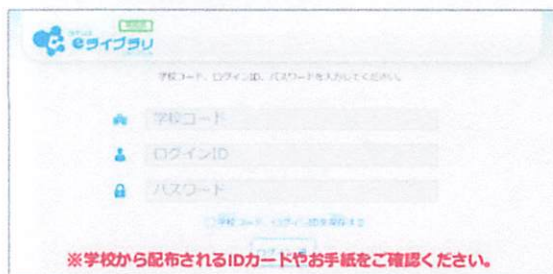 eライブラリ
学校コード、ログインID、パスワードを入力してください。
学校コード
ログインID
パスワード
学校コード、ログインIDを保存する
ログイン
※学校から配布されるIDカードやお手紙をご確認ください。